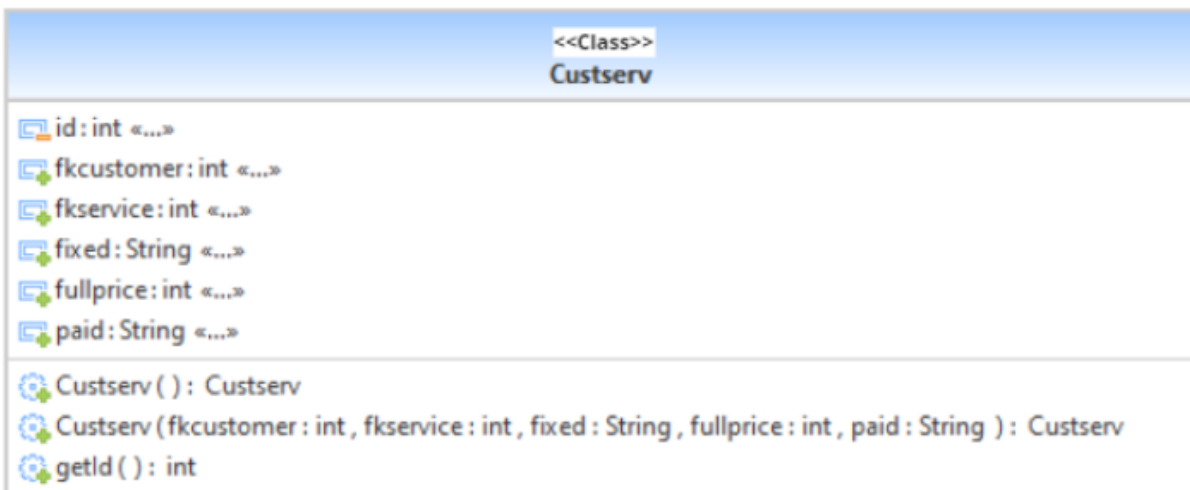 <<Class>>
Custserv
id : int «...»
fkcustomer : int «...»
fkservice : int «...»
fixed : String «...»
fullprice : int «...»
paid : String «...»
Custserv ( ) : Custserv
Custserv ( fkcustomer : int , fkservice : int , fixed : String , fullprice : int , paid : String ) : Custserv
getId ( ) : int